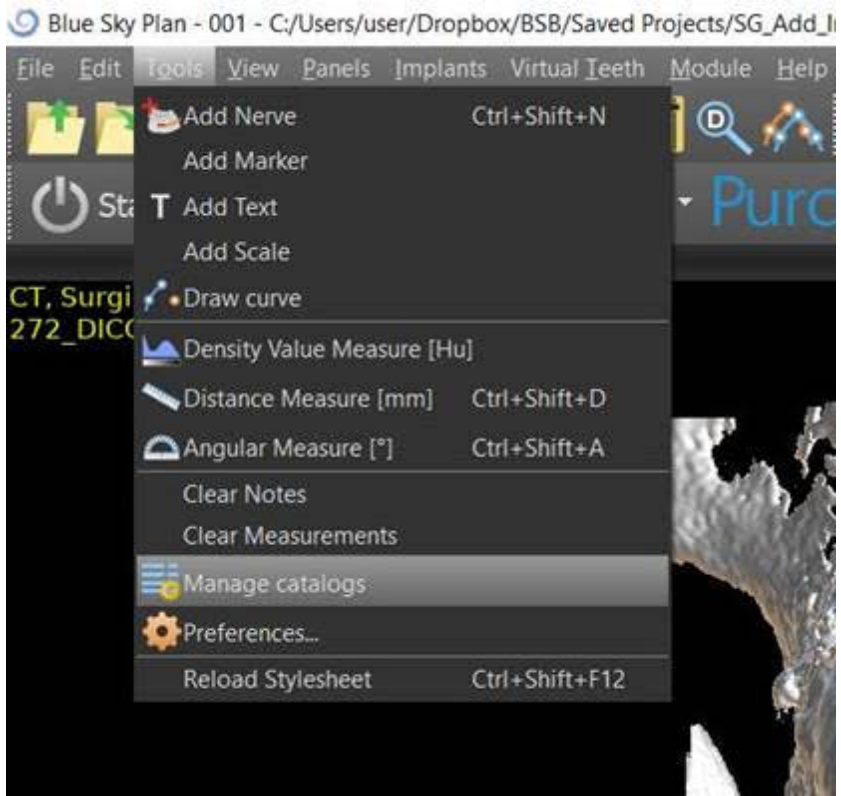 Blue Sky Plan - 001 - C:/Users/user/Dropbox/BSB/Saved Projects/SG_Add_I
File Edit Tools View Panels Implants Virtual Teeth Module Help
Add Nerve Ctrl+Shift+N
Add Marker
D
Sta
T Add Text
Purc
Add Scale
CT, Surgi
Draw curve
272_DICO
Density Value Measure [Hu]
Distance Measure [mm] Ctrl+Shift+D
Angular Measure [°] Ctrl+Shift+A
Clear Notes
Clear Measurements
Manage catalogs
Preferences...
Reload Stylesheet Ctrl+Shift+F12